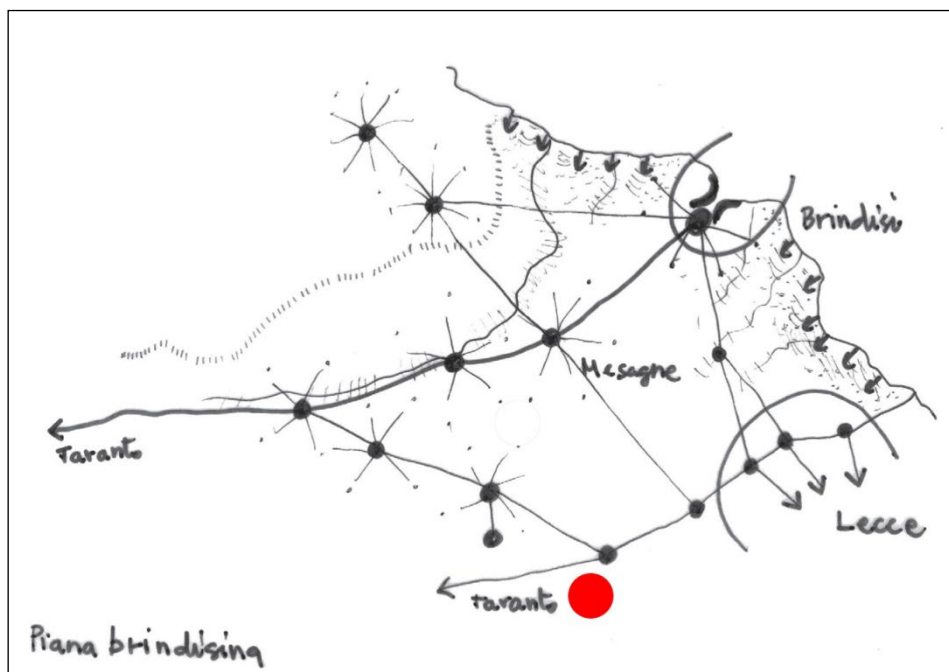 Brindisi
Mesagne
Taranto
Lecce
Taranto
Piana brindisina